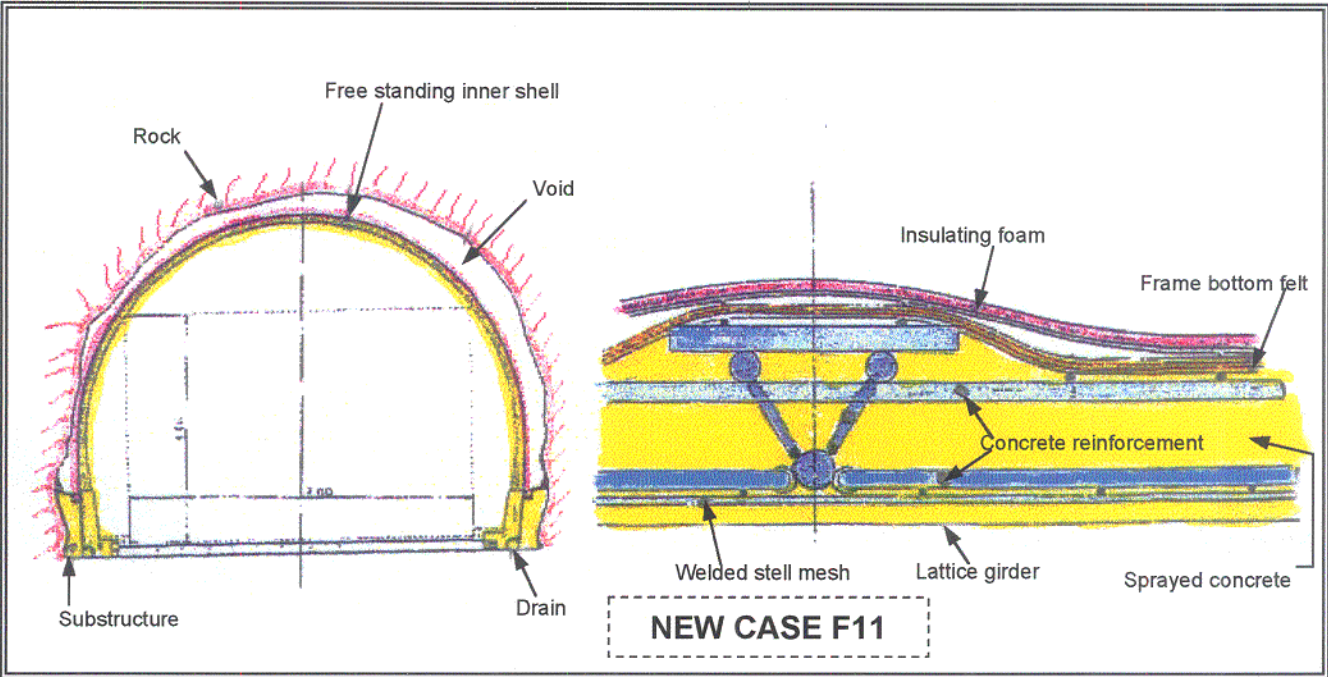 Free standing inner shell
Rock
Void
Insulating foam
Frame bottom felt
Concrete reinforcement
Welded stell mesh
Lattice girder
Sprayed concrete
Substructure
Drain
NEW CASE F11